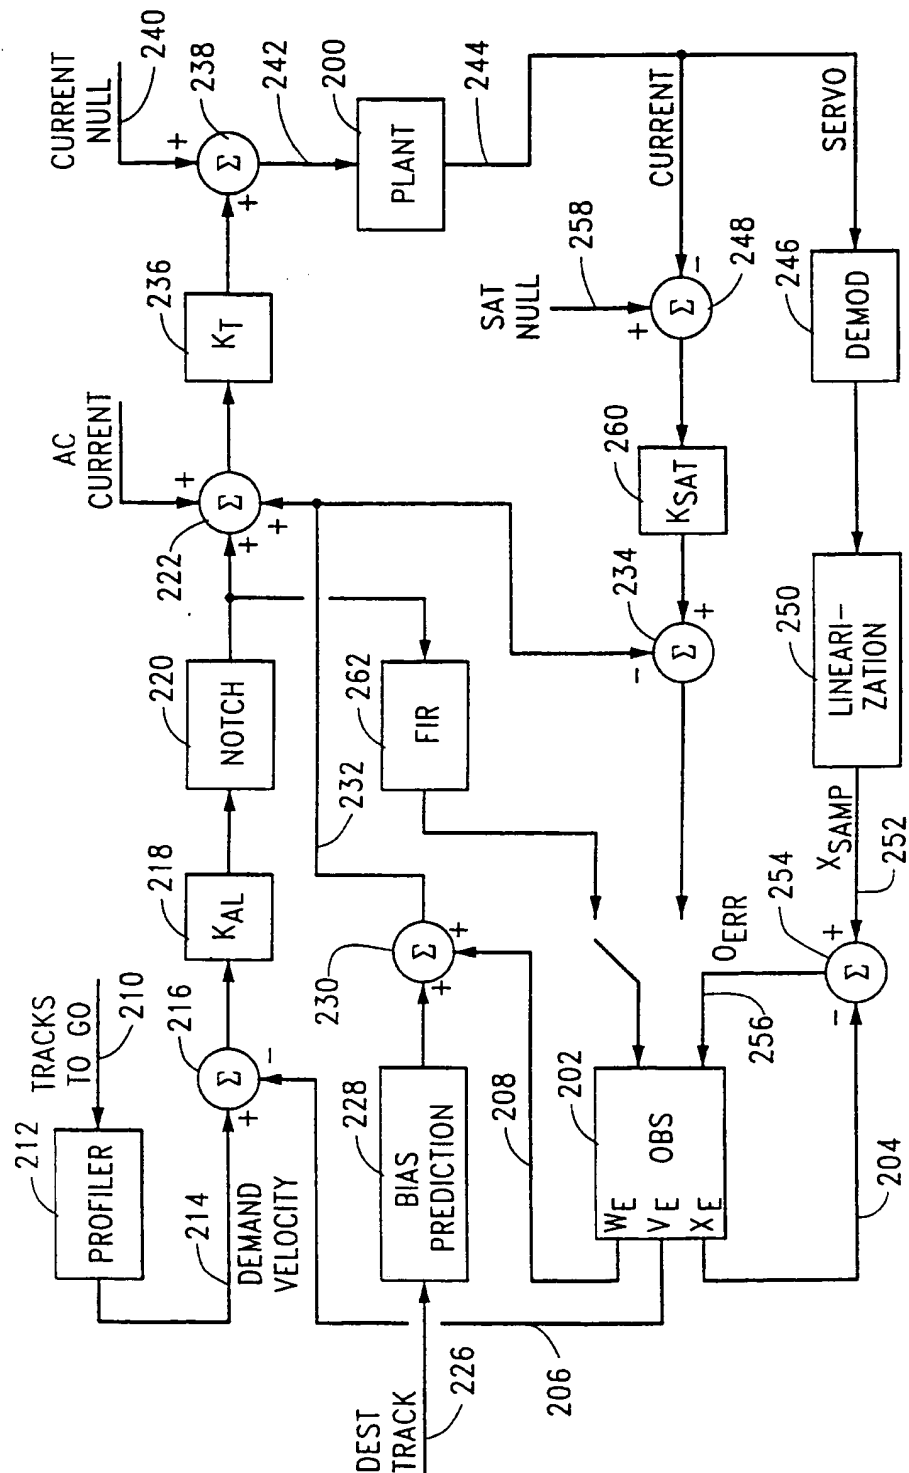 TRACKS
TO GO
210
212
PROFILER
214
DEMAND
VELOCITY
216
Σ
+
-
218
KAL
220
NOTCH
222
Σ
+
+
+
AC
CURRENT
236
KT
CURRENT
NULL
240
238
Σ
+
+
242
200
PLANT
244
DEST
TRACK
226
228
BIAS
PREDICTION
230
Σ
+
+
232
262
FIR
206
208
202
OBS
WE
VE
XE
234
Σ
-
+
260
KSAT
SAT
NULL
258
248
Σ
+
-
CURRENT
SERVO
246
DEMOD
250
LINEARI-
ZATION
XSAMP
252
254
Σ
+
-
OERR
256
204